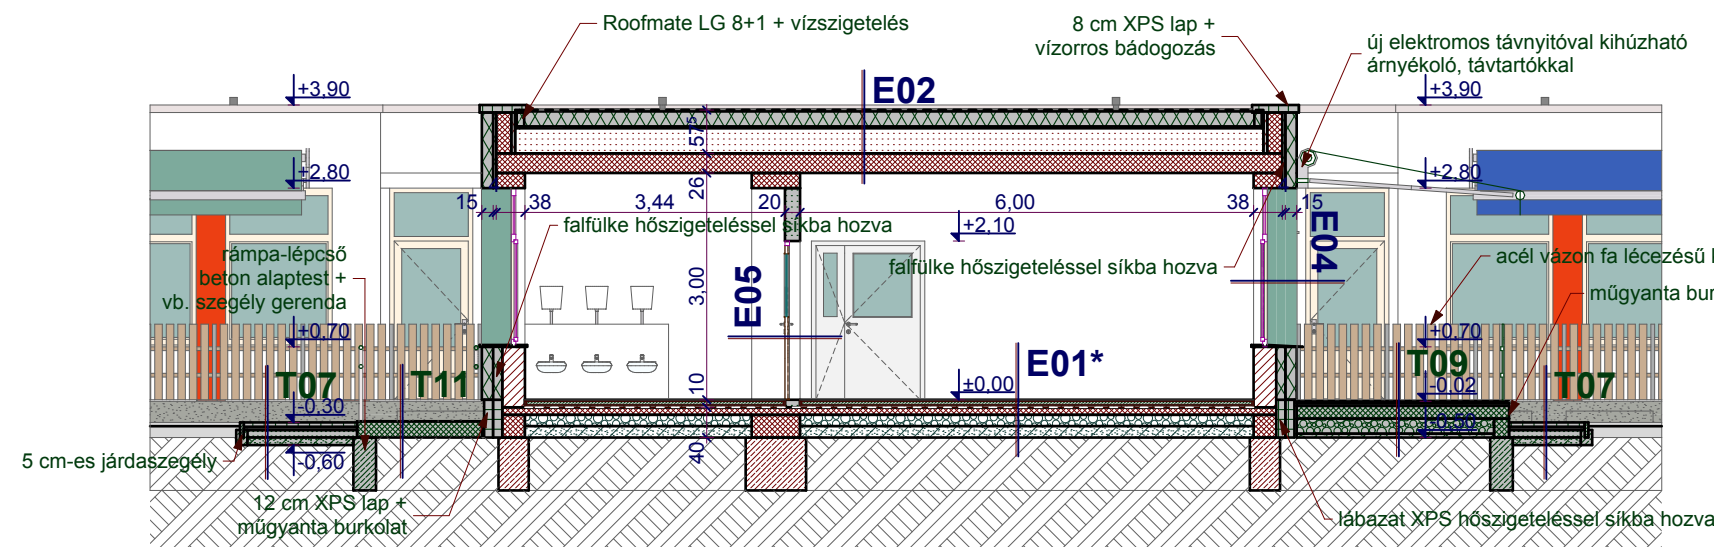 Roofmate LG 8+1 + vízszigetelés
8 cm XPS lap +
vízorros bádogozás
új elektromos távnyitóval kihúzható
árnyékoló, távtartókkal
+3,90
E02
+3,90
57⁵
+2,80
26
+2,80
15
38
3,44
20
6,00
38
15
falfülke hőszigeteléssel síkba hozva
+2,10
E04
rámpa-lépcső
beton alaptest +
vb. szegély gerenda
falfülke hőszigeteléssel síkba hozva
acél vázon fa lécezésű
3,00
E05
műgyanta bur
+0,70
+0,70
E01*
T07
T11
10
±0,00
T09
T07
-0,02
-0,30
-0,50
40
5 cm-es járdaszegély
-0,60
12 cm XPS lap +
műgyanta burkolat
lábazat XPS hőszigeteléssel síkba hozva